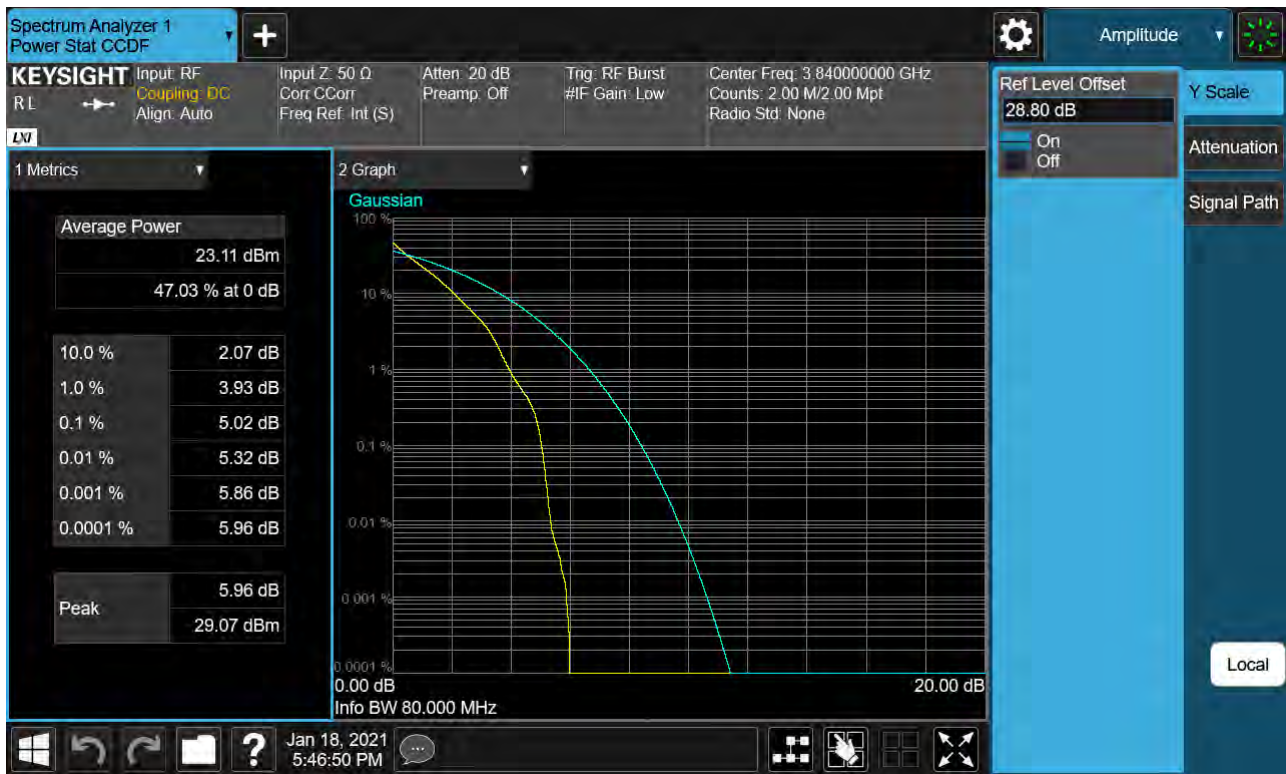 Spectrum Analyzer 1
Power Stat CCDF
Amplitude
KEYSIGHT
R L
LXI
Input: RF
Coupling: DC
Align: Auto
Input Z: 50 Ω
Corr CCorr
Freq Ref: Int (S)
Atten: 20 dB
Preamp: Off
Trig: RF Burst
#IF Gain: Low
Center Freq: 3.840000000 GHz
Counts: 2.00 M/2.00 Mpt
Radio Std: None
Ref Level Offset
28.80 dB
On
Off
Y Scale
Attenuation
Signal Path
Local
1 Metrics
Average Power
23.11 dBm
47.03 % at 0 dB
10.0 % 2.07 dB
1.0 % 3.93 dB
0.1 % 5.02 dB
0.01 % 5.32 dB
0.001 % 5.86 dB
0.0001 % 5.96 dB
Peak
5.96 dB
29.07 dBm
2 Graph
Gaussian
100 %
10 %
1 %
0.1 %
0.01 %
0.001 %
0.0001 %
0.00 dB 20.00 dB
Info BW 80.000 MHz
Jan 18, 2021
5:46:50 PM